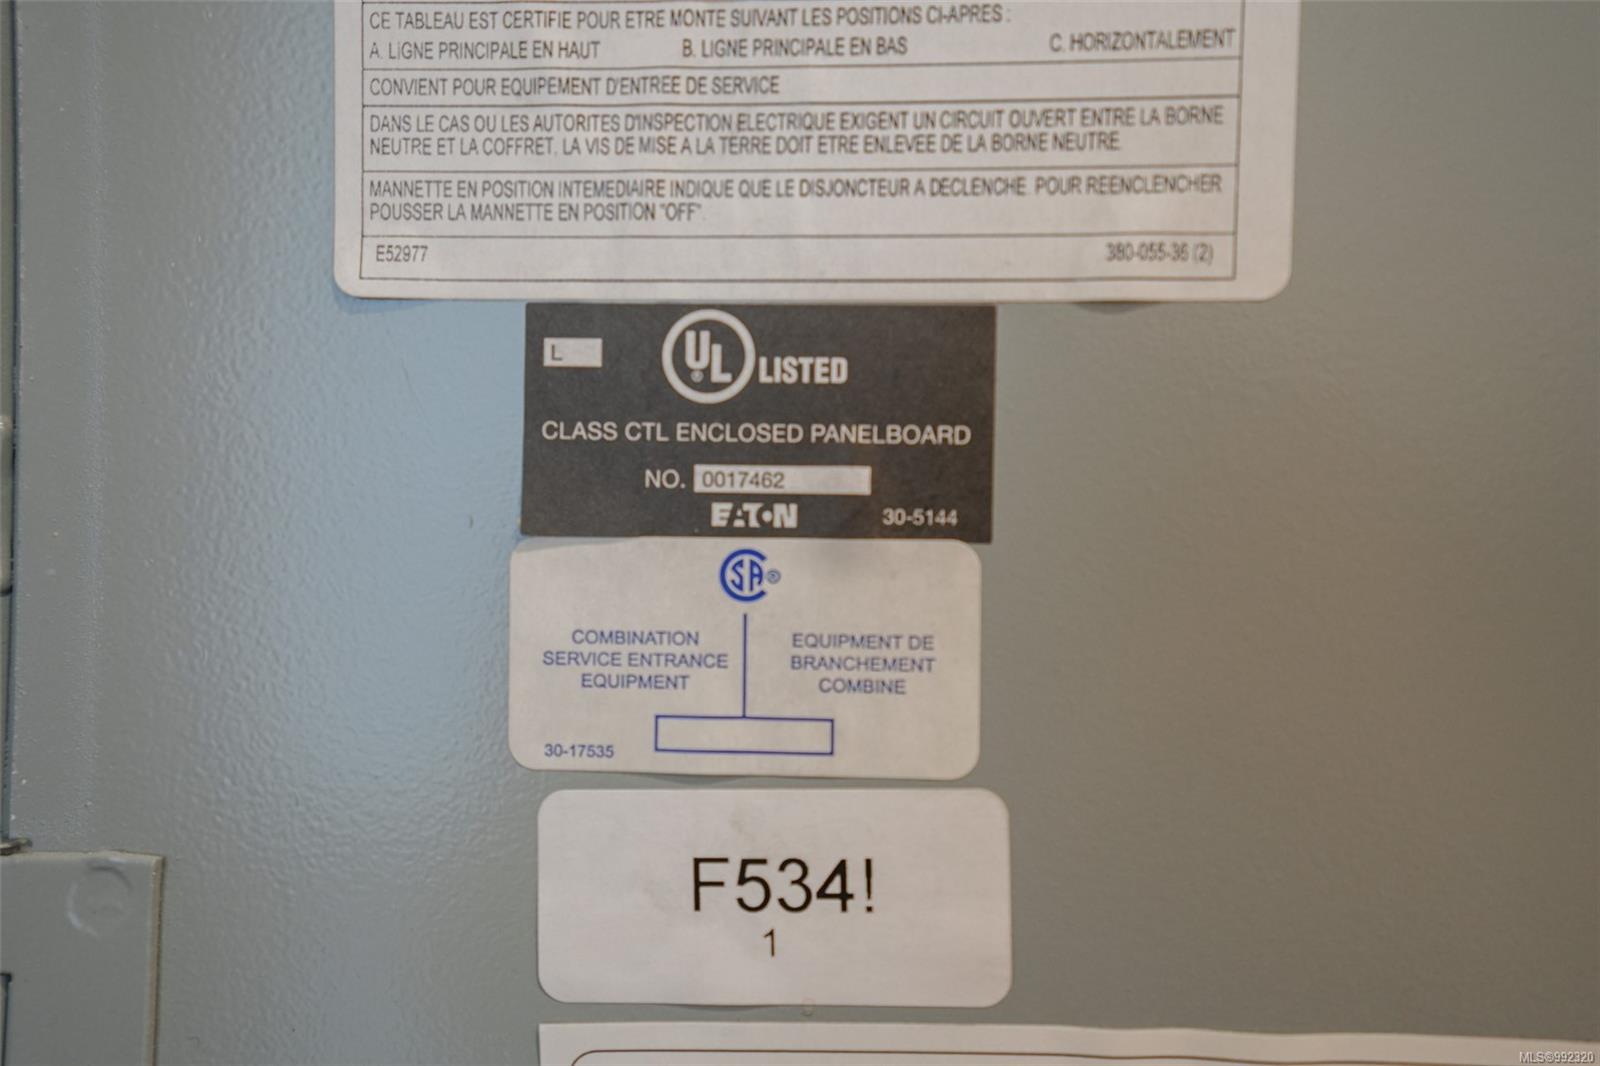 CE TABLEAU EST CERTIFIE POUR ETRE MONTE SUIVANT LES POSITIONS CI-APRES :
A. LIGNE PRINCIPALE EN HAUT B. LIGNE PRINCIPALE EN BAS C. HORIZONTALEMENT
CONVIENT POUR EQUIPEMENT D'ENTREE DE SERVICE
DANS LE CAS OU LES AUTORITES D'INSPECTION ELECTRIQUE EXIGENT UN CIRCUIT OUVERT ENTRE LA BORNE
NEUTRE ET LA COFFRET, LA VIS DE MISE A LA TERRE DOIT ETRE ENLEVEE DE LA BORNE NEUTRE.
MANNETTE EN POSITION INTEMEDIAIRE INDIQUE QUE LE DISJONCTEUR A DECLENCHE. POUR REENCLENCHER
POUSSER LA MANNETTE EN POSITION "OFF".
E52977 380-055-36 (2)
L
UL LISTED
CLASS CTL ENCLOSED PANELBOARD
NO. 0017462
EATON 30-5144
CSA®
COMBINATION
SERVICE ENTRANCE
EQUIPMENT
EQUIPMENT DE
BRANCHEMENT
COMBINE
30-17535
F534!
1
MLS®992320